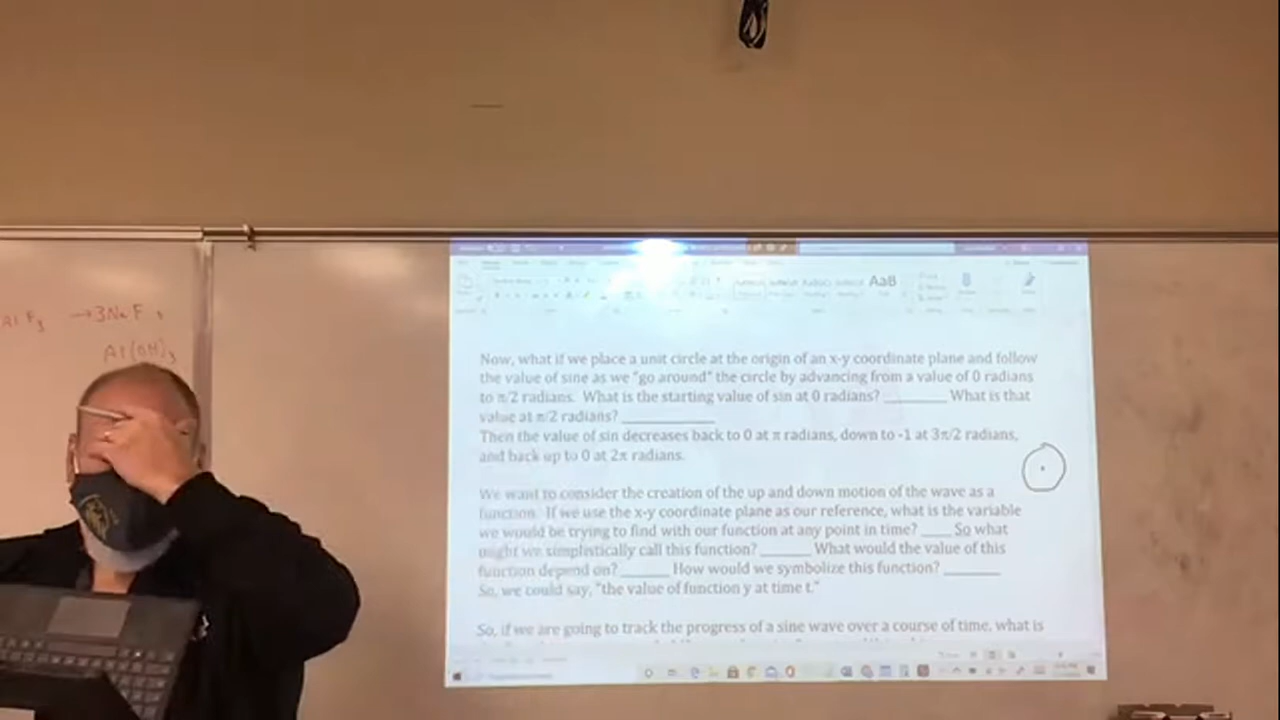 F₃ → 3NaF
Al(OH)₃
AaB
Now, what if we place a unit circle at the origin of an x-y coordinate plane and follow
the value of sine as we "go around" the circle by advancing from a value of 0 radians
to π/2 radians. What is the starting value of sin at 0 radians? ________ What is that
value at π/2 radians? ____________
Then the value of sin decreases back to 0 at π radians, down to -1 at 3π/2 radians,
and back up to 0 at 2π radians.
We want to consider the creation of the up and down motion of the wave as a
function. If we use the x-y coordinate plane as our reference, what is the variable
we would be trying to find with our function at any point in time? ____ So what
might we simplistically call this function? _______ What would the value of this
function depend on? ______ How would we symbolize this function? _______
So, we could say, "the value of function y at time t."
So, if we are going to track the progress of a sine wave over a course of time, what is